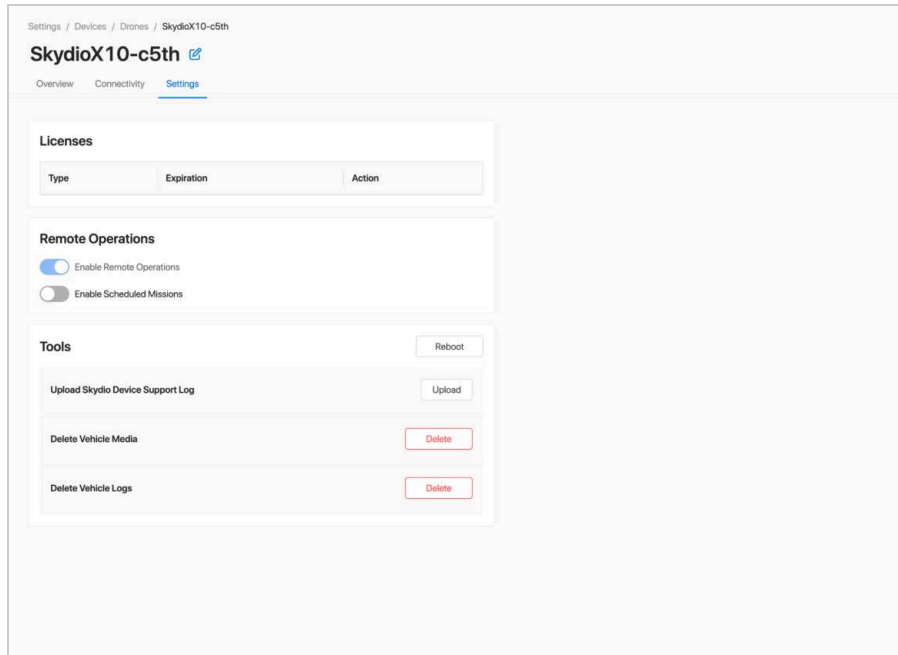 Settings / Devices / Drones / SkydioX10-c5th
SkydioX10-c5th
Overview Connectivity Settings
Licenses
Type Expiration Action
Remote Operations
Enable Remote Operations
Enable Scheduled Missions
Tools Reboot
Upload Skydio Device Support Log Upload
Delete Vehicle Media Delete
Delete Vehicle Logs Delete